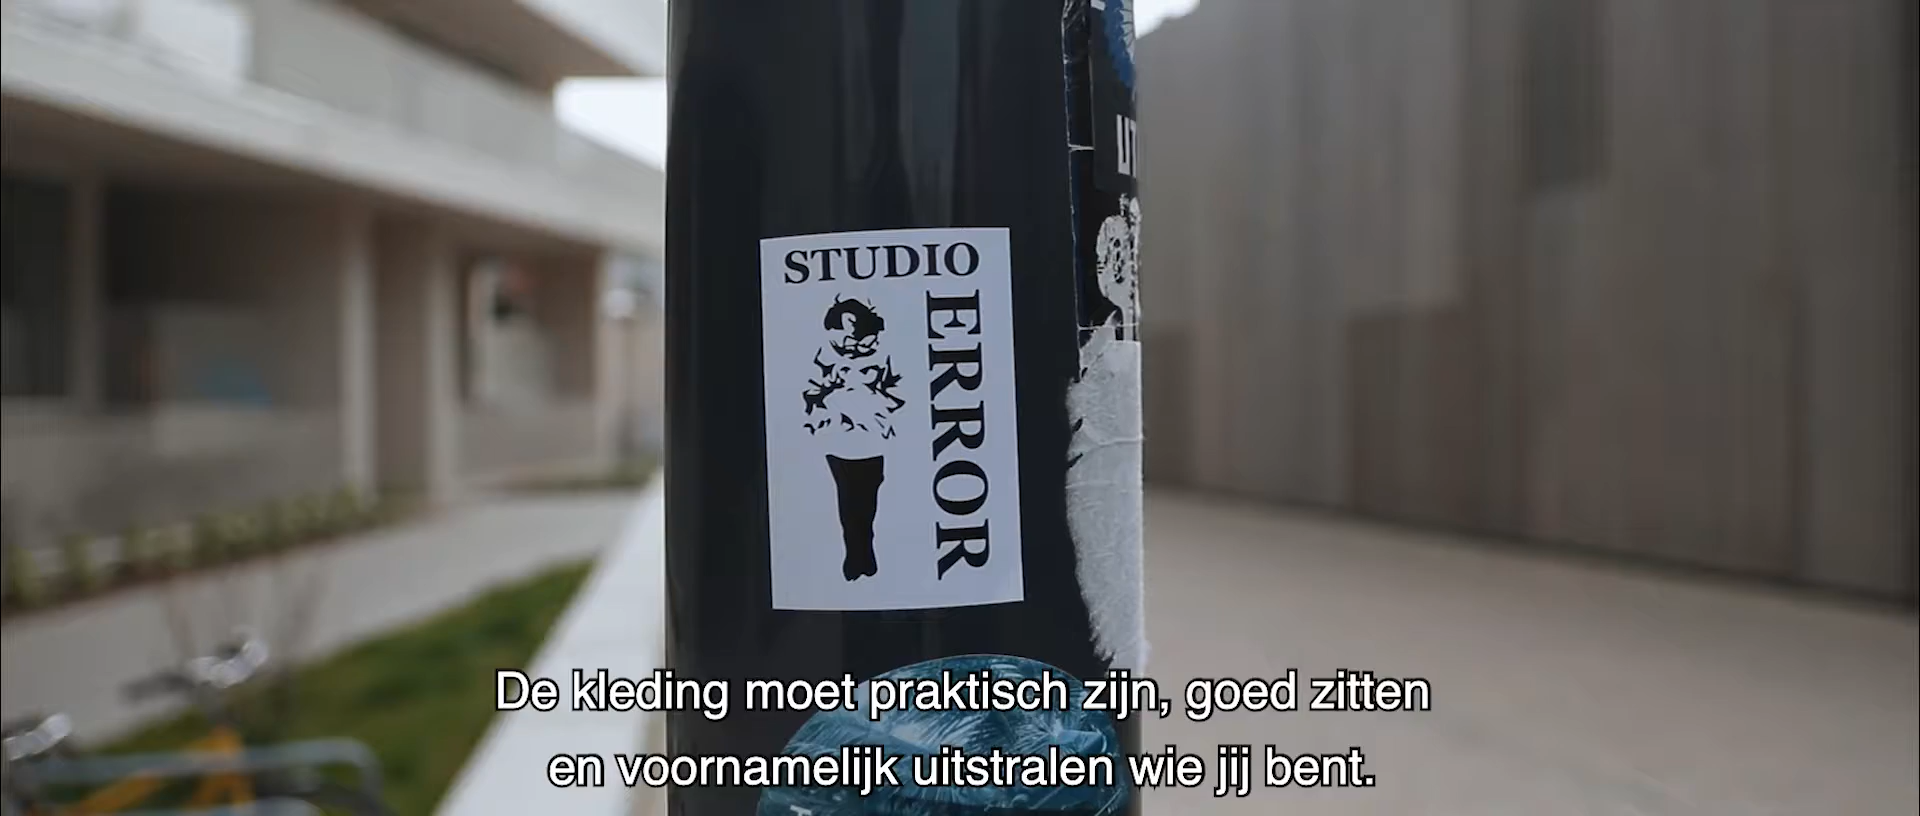 STUDIO
ERROR
De kleding moet praktisch zijn, goed zitten
en voornamelijk uitstralen wie jij bent.